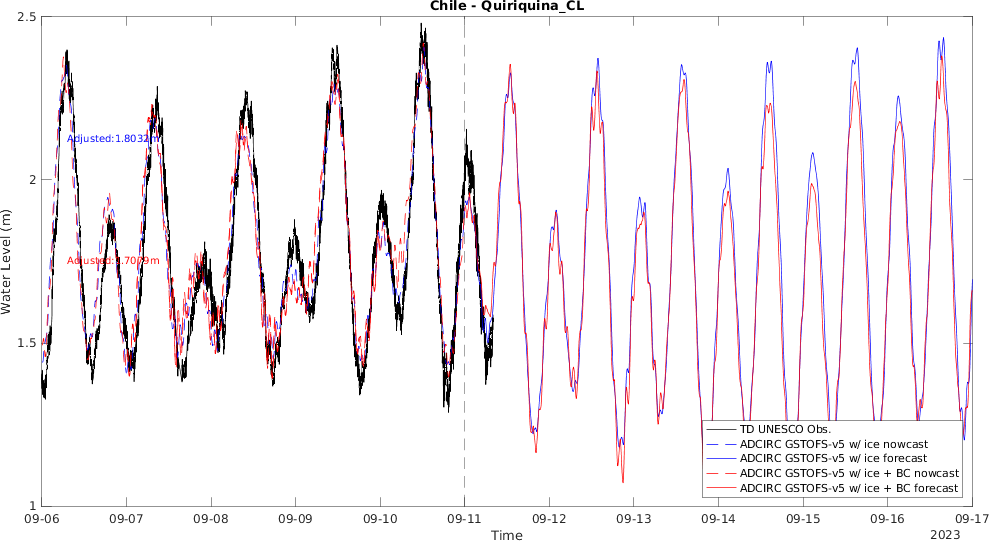 Chile - Quiriquina_CL
2.5
2
1.5
1
Water Level (m)
Adjusted:1.8032m
09-06
09-07
09-08
09-09
09-10
09-11
09-12
09-13
09-14
09-15
09-16
09-17
Time
2023
TD UNESCO Obs.
ADCIRC GSTOFS-v5 w/ ice nowcast
ADCIRC GSTOFS-v5 w/ ice forecast
ADCIRC GSTOFS-v5 w/ ice + BC nowcast
ADCIRC GSTOFS-v5 w/ ice + BC forecast